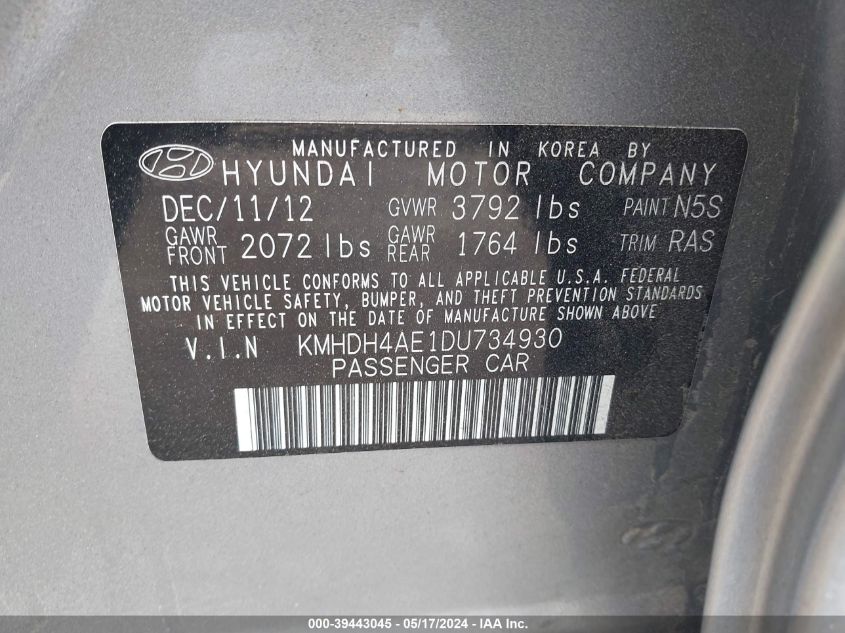 MANUFACTURED IN KOREA BY
HYUNDAI MOTOR COMPANY
DEC/11/12 GVWR 3792 lbs PAINT N5S
GAWR FRONT 2072 lbs GAWR REAR 1764 lbs TRIM RAS
THIS VEHICLE CONFORMS TO ALL APPLICABLE U.S.A. FEDERAL
MOTOR VEHICLE SAFETY, BUMPER, AND THEFT PREVENTION STANDARDS
IN EFFECT ON THE DATE OF MANUFACTURE SHOWN ABOVE.
V.I.N KMHDH4AE1DU734930
PASSENGER CAR
000-39443045 - 05/17/2024 - IAA Inc.